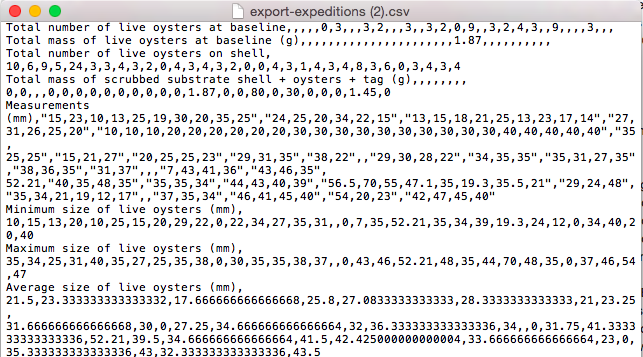 export-expeditions (2).csv
Total number of live oysters at baseline,,,,,0,3,,,3,2,,,3,,3,2,0,9,,3,2,4,3,,9,,,,3,,,
Total mass of live oysters at baseline (g),,,,,,,,,,,,,,,,,,,,,1.87,,,,,,,,,,
Total number of live oysters on shell,
10,6,9,5,24,3,3,4,3,2,0,4,3,4,3,2,0,0,4,3,1,4,3,4,8,3,6,0,3,4,3,4
Total mass of scrubbed substrate shell + oysters + tag (g),,,,,,,,
0,0,,,0,0,0,0,0,0,0,0,0,0,1.87,0,0,80,0,30,0,0,0,1.45,0
Measurements
(mm),"15,23,10,13,25,19,30,20,35,25","24,25,20,34,22,15","13,15,18,21,25,13,23,17,14","27,
31,26,25,20","10,10,10,20,20,20,20,20,20,20,30,30,30,30,30,30,30,30,30,40,40,40,40,40","35
,
25,25","15,21,27","20,25,25,23","29,31,35","38,22",,"29,30,28,22","34,35,35","35,31,27,35"
,"38,36,35","31,37",,,"7,43,41,36","43,46,35",
52.21,"40,35,48,35","35,35,34","44,43,40,39","56.5,70,55,47.1,35,19.3,35.5,21","29,24,48",
"35,34,21,19,12,17",,"37,35,34","46,41,45,40","54,20,23","42,47,45,40"
Minimum size of live oysters (mm),
10,15,13,20,10,25,15,20,29,22,0,22,34,27,35,31,,0,7,35,52.21,35,34,39,19.3,24,12,0,34,40,2
0,40
Maximum size of live oysters (mm),
35,34,25,31,40,35,27,25,35,38,0,30,35,35,38,37,,0,43,46,52.21,48,35,44,70,48,35,0,37,46,54
,47
Average size of live oysters (mm),
21.5,23.333333333333332,17.666666666666668,25.8,27.0833333333333,28.333333333333333,21,23.25
,
31.666666666666668,30,0,27.25,34.666666666666664,32,36.333333333333336,34,,0,31.75,41.3333
33333333336,52.21,39.5,34.666666666666664,41.5,42.425000000000004,33.666666666666664,23,0,
35.333333333333336,43,32.333333333333336,43.5